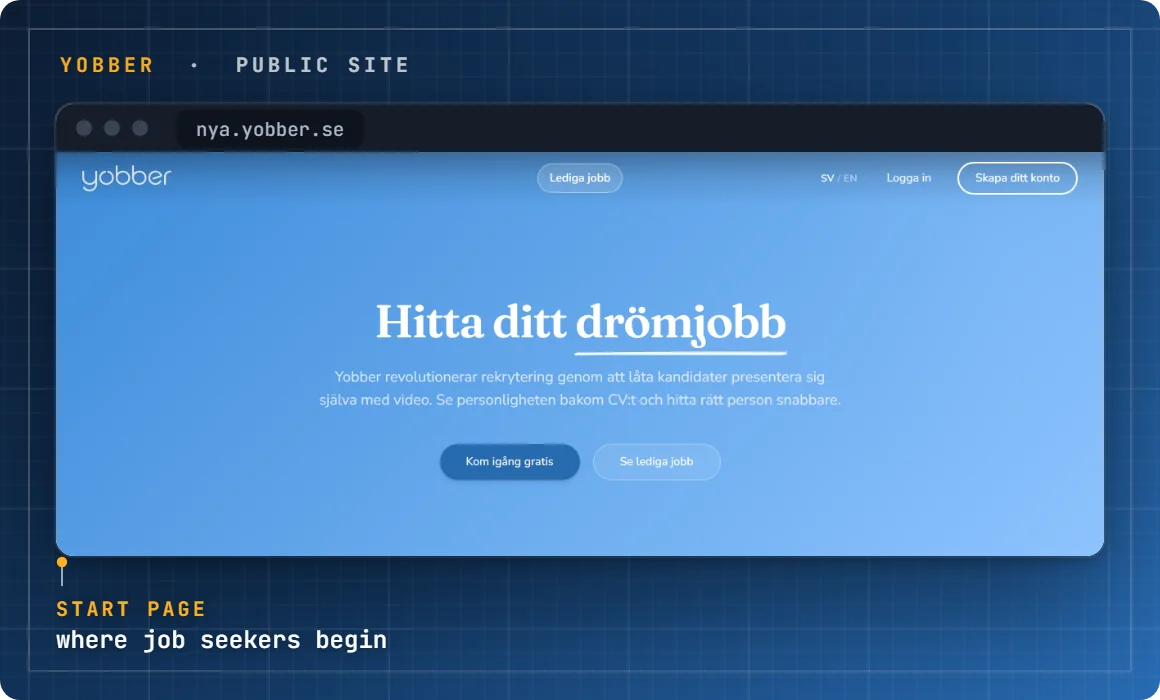 YOBBER · PUBLIC SITE
nya.yobber.se
yobber
Lediga jobb
SV / EN
Logga in
Skapa ditt konto
Hitta ditt drömjobb
Yobber revolutionerar rekrytering genom att låta kandidater presentera sig
själva med video. Se personligheten bakom CV:t och hitta rätt person snabbare.
Kom igång gratis
Se lediga jobb
START PAGE
where job seekers begin